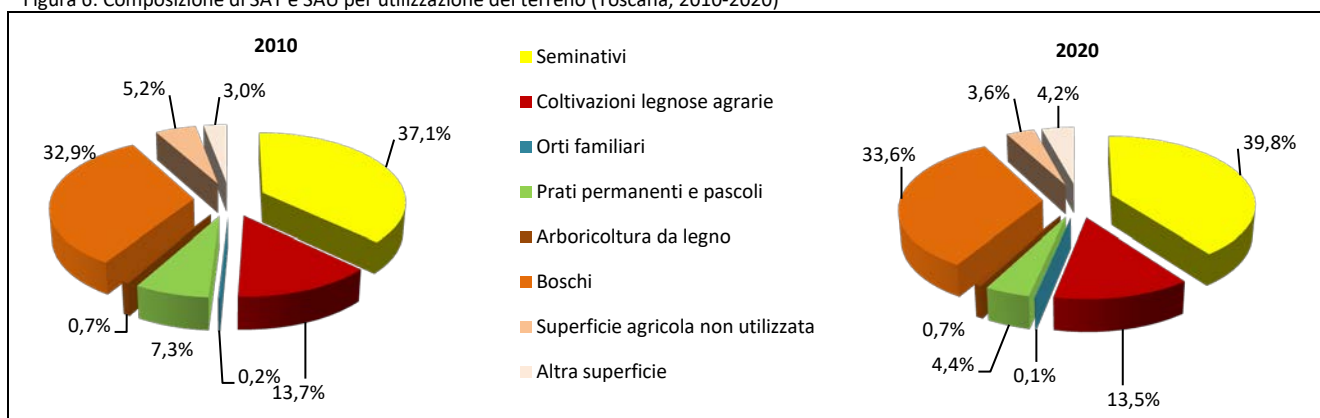 Figura 6. Composizione di SAT e SAU per utilizzazione del terreno (Toscana, 2010-2020)
2010
5,2%
3,0%
37,1%
32,9%
0,7%
7,3%
0,2%
13,7%
Seminativi
Coltivazioni legnose agrarie
Orti familiari
Prati permanenti e pascoli
Arboricoltura da legno
Boschi
Superficie agricola non utilizzata
Altra superficie
2020
3,6%
4,2%
39,8%
33,6%
0,7%
4,4%
0,1%
13,5%